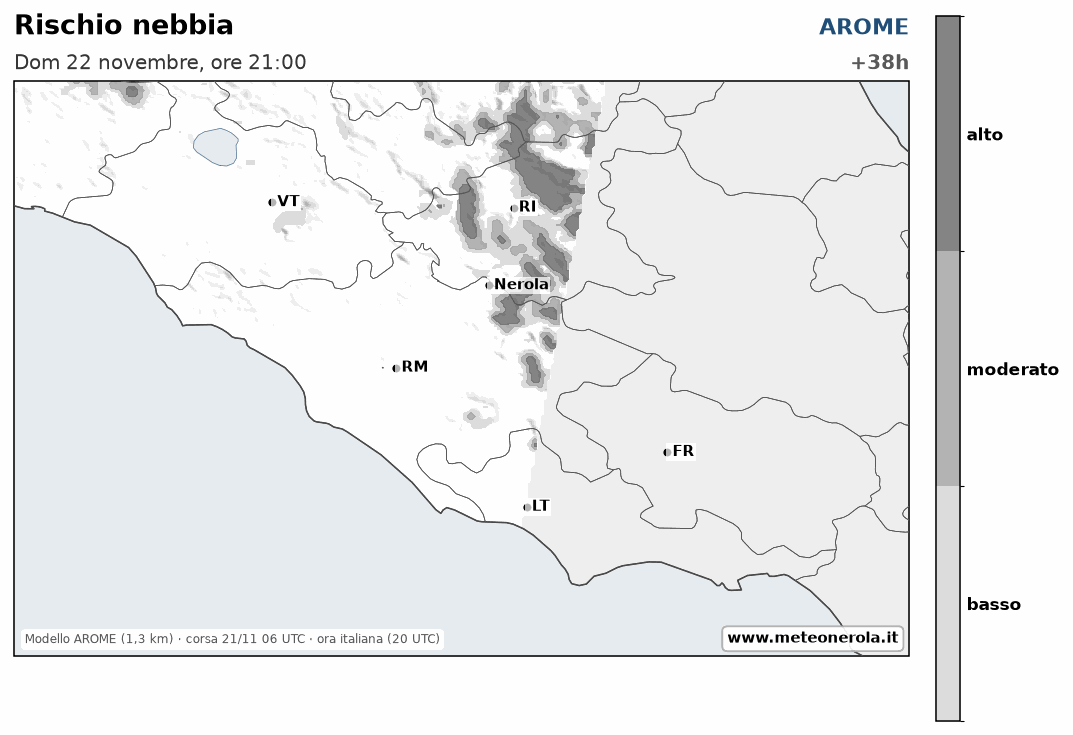 Rischio nebbia
AROME
Dom 22 novembre, ore 21:00
+38h
alto
VT
RI
Nerola
RM
moderato
FR
LT
basso
Modello AROME (1,3 km) · corsa 21/11 06 UTC · ora italiana (20 UTC)
www.meteonerola.it